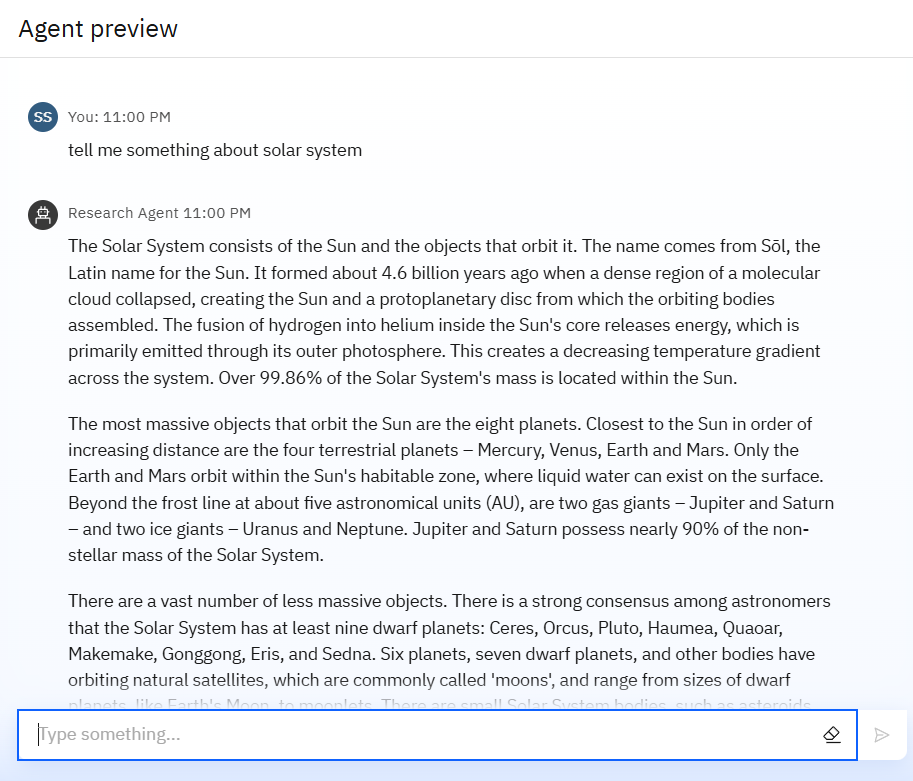 Agent preview
SS
You: 11:00 PM
tell me something about solar system
Research Agent 11:00 PM
The Solar System consists of the Sun and the objects that orbit it. The name comes from Sōl, the
Latin name for the Sun. It formed about 4.6 billion years ago when a dense region of a molecular
cloud collapsed, creating the Sun and a protoplanetary disc from which the orbiting bodies
assembled. The fusion of hydrogen into helium inside the Sun's core releases energy, which is
primarily emitted through its outer photosphere. This creates a decreasing temperature gradient
across the system. Over 99.86% of the Solar System's mass is located within the Sun.
The most massive objects that orbit the Sun are the eight planets. Closest to the Sun in order of
increasing distance are the four terrestrial planets – Mercury, Venus, Earth and Mars. Only the
Earth and Mars orbit within the Sun's habitable zone, where liquid water can exist on the surface.
Beyond the frost line at about five astronomical units (AU), are two gas giants – Jupiter and Saturn
– and two ice giants – Uranus and Neptune. Jupiter and Saturn possess nearly 90% of the non-
stellar mass of the Solar System.
There are a vast number of less massive objects. There is a strong consensus among astronomers
that the Solar System has at least nine dwarf planets: Ceres, Orcus, Pluto, Haumea, Quaoar,
Makemake, Gonggong, Eris, and Sedna. Six planets, seven dwarf planets, and other bodies have
orbiting natural satellites, which are commonly called 'moons', and range from sizes of dwarf
planets, like Earth's Moon, to moonlets. There are small Solar System bodies, such as asteroids,
Type something...